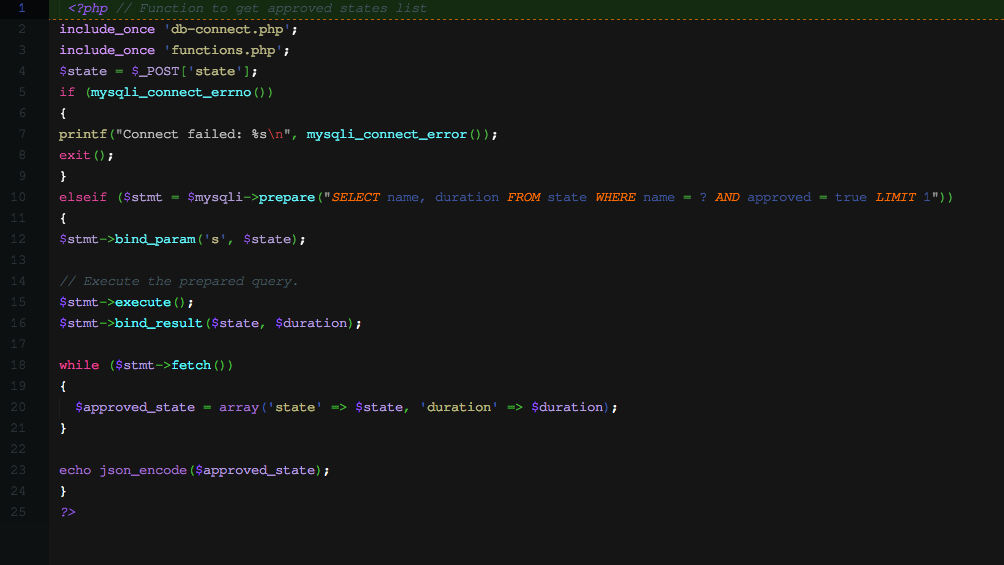 1 <?php // Function to get approved states list
2 include_once 'db-connect.php';
3 include_once 'functions.php';
4 $state = $_POST['state'];
5 if (mysqli_connect_errno())
6 {
7 printf("Connect failed: %s\n", mysqli_connect_error());
8 exit();
9 }
10 elseif ($stmt = $mysqli->prepare("SELECT name, duration FROM state WHERE name = ? AND approved = true LIMIT 1"))
11 {
12 $stmt->bind_param('s', $state);
13
14 // Execute the prepared query.
15 $stmt->execute();
16 $stmt->bind_result($state, $duration);
17
18 while ($stmt->fetch())
19 {
20 $approved_state = array('state' => $state, 'duration' => $duration);
21 }
22
23 echo json_encode($approved_state);
24 }
25 ?>